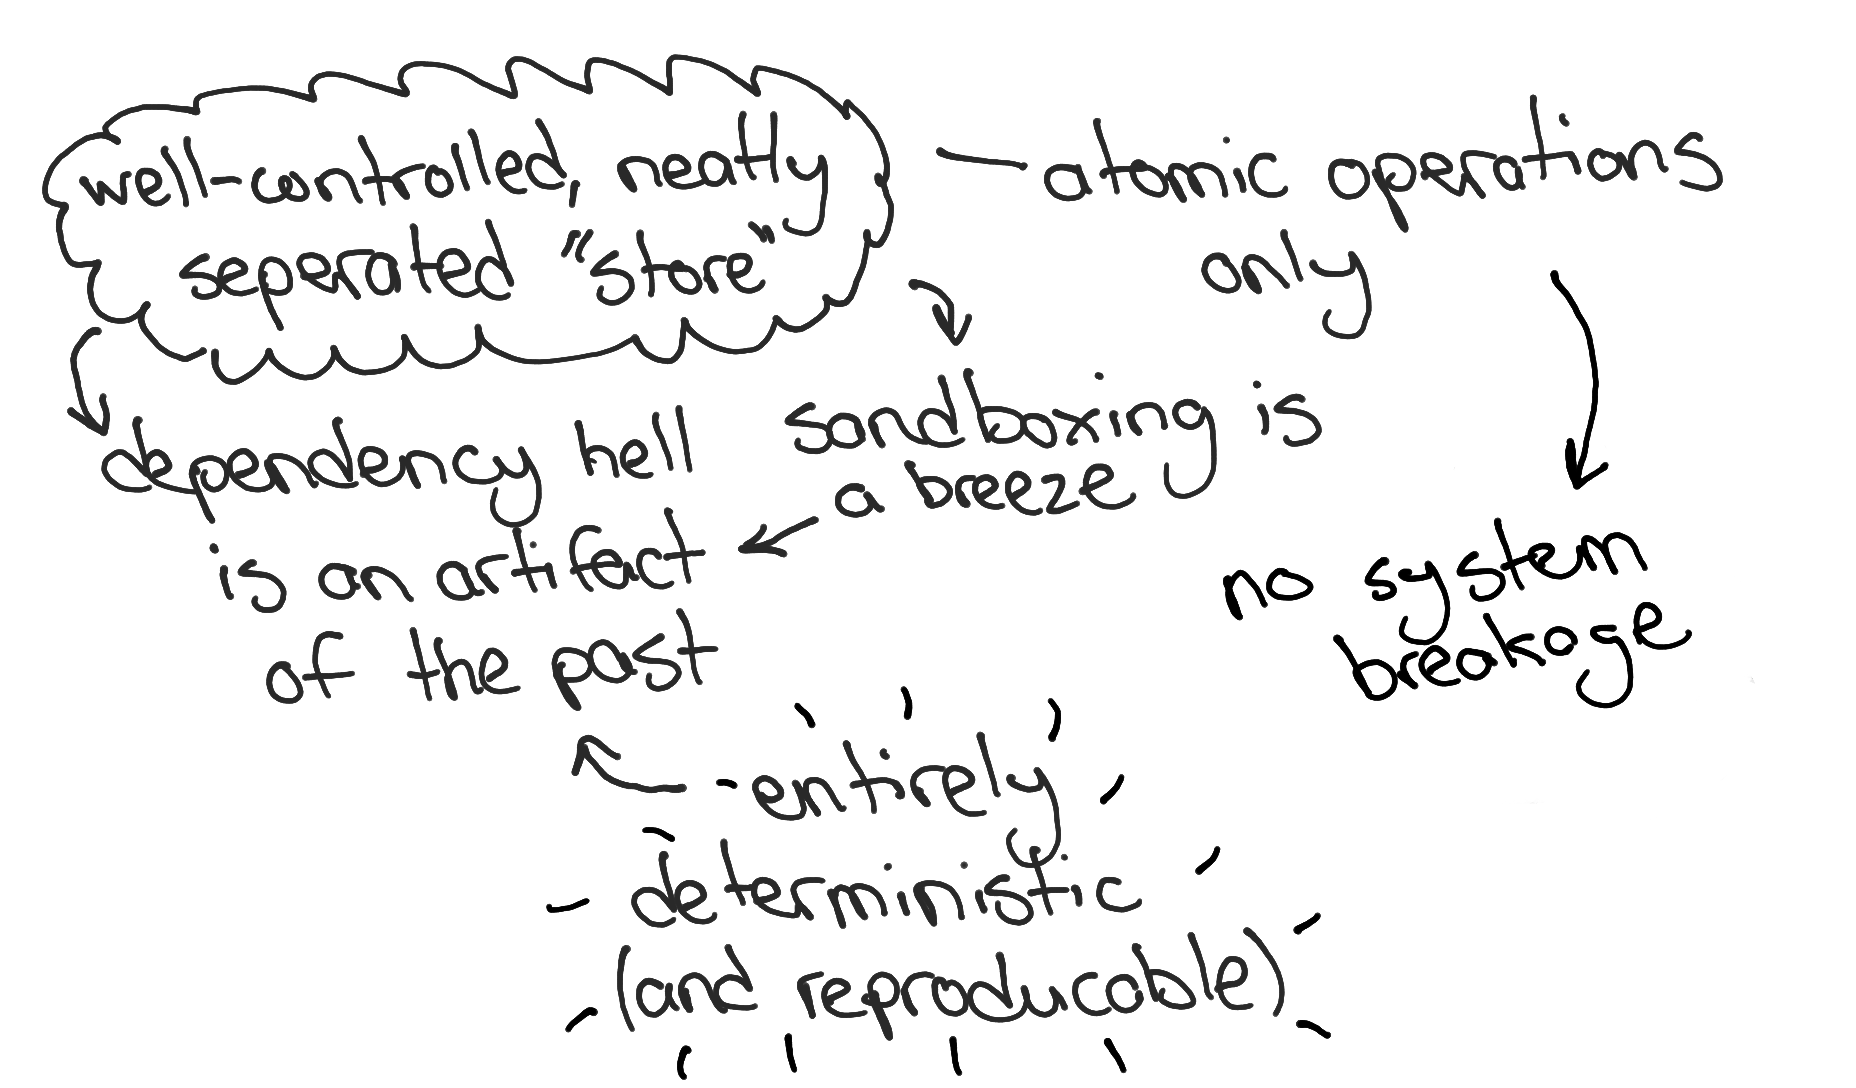 well-controlled, neatly
seperated "store"
atomic operations
only
dependency hell
is an artifact
of the past
sandboxing is
a breeze
no system
breakage
entirely
deterministic
(and reproducable)